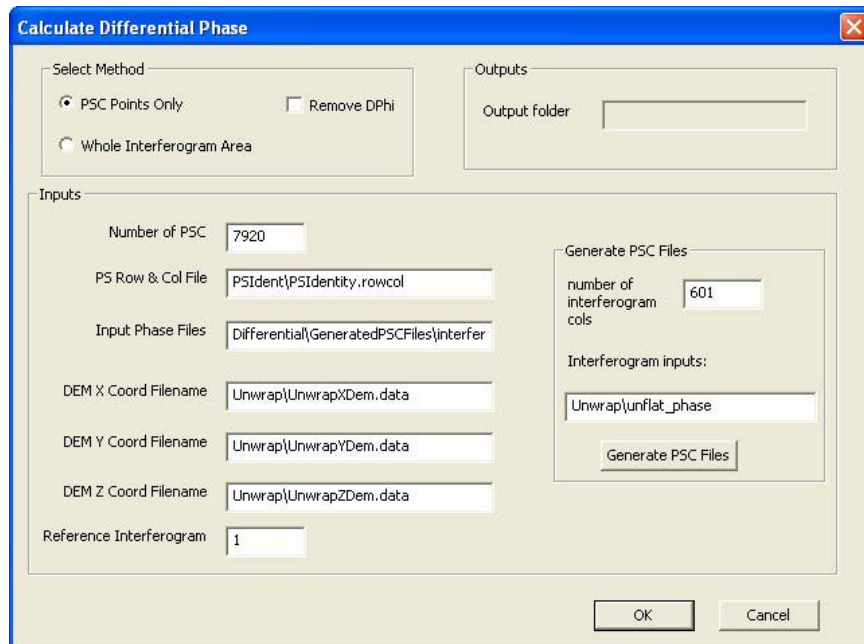 Calculate Differential Phase
Select Method
PSC Points Only
Remove DPhi
Whole Interferogram Area
Outputs
Output folder
Inputs
Number of PSC
7920
PS Row & Col File
PSIdent\PSIdentity.rowcol
Input Phase Files
Differential\GeneratedPSCFiles\interfer
DEM X Coord Filename
Unwrap\UnwrapXDem.data
DEM Y Coord Filename
Unwrap\UnwrapYDem.data
DEM Z Coord Filename
Unwrap\UnwrapZDem.data
Reference Interferogram
1
Generate PSC Files
number of
interferogram
cols
601
Interferogram inputs:
Unwrap\unflat_phase
Generate PSC Files
OK
Cancel